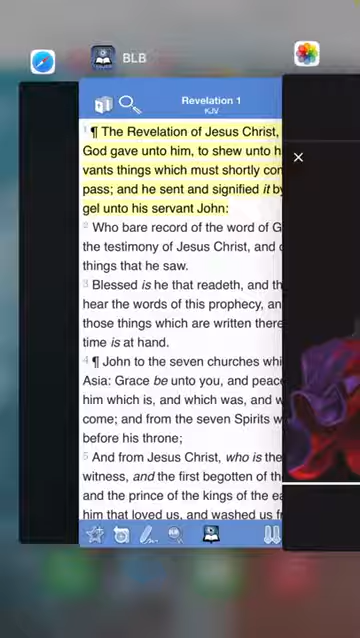 BLB
Revelation 1
KJV
1 ¶ The Revelation of Jesus Christ,
God gave unto him, to shew unto h
vants things which must shortly con
pass; and he sent and signified it by
gel unto his servant John:
2 Who bare record of the word of G
the testimony of Jesus Christ, and
things that he saw.
3 Blessed is he that readeth, and th
hear the words of this prophecy, an
those things which are written there
time is at hand.
4 ¶ John to the seven churches whi
Asia: Grace be unto you, and peace
him which is, and which was, and w
come; and from the seven Spirits w
before his throne;
5 And from Jesus Christ, who is the
witness, and the first begotten of th
and the prince of the kings of the ea
him that loved us, and washed us fr